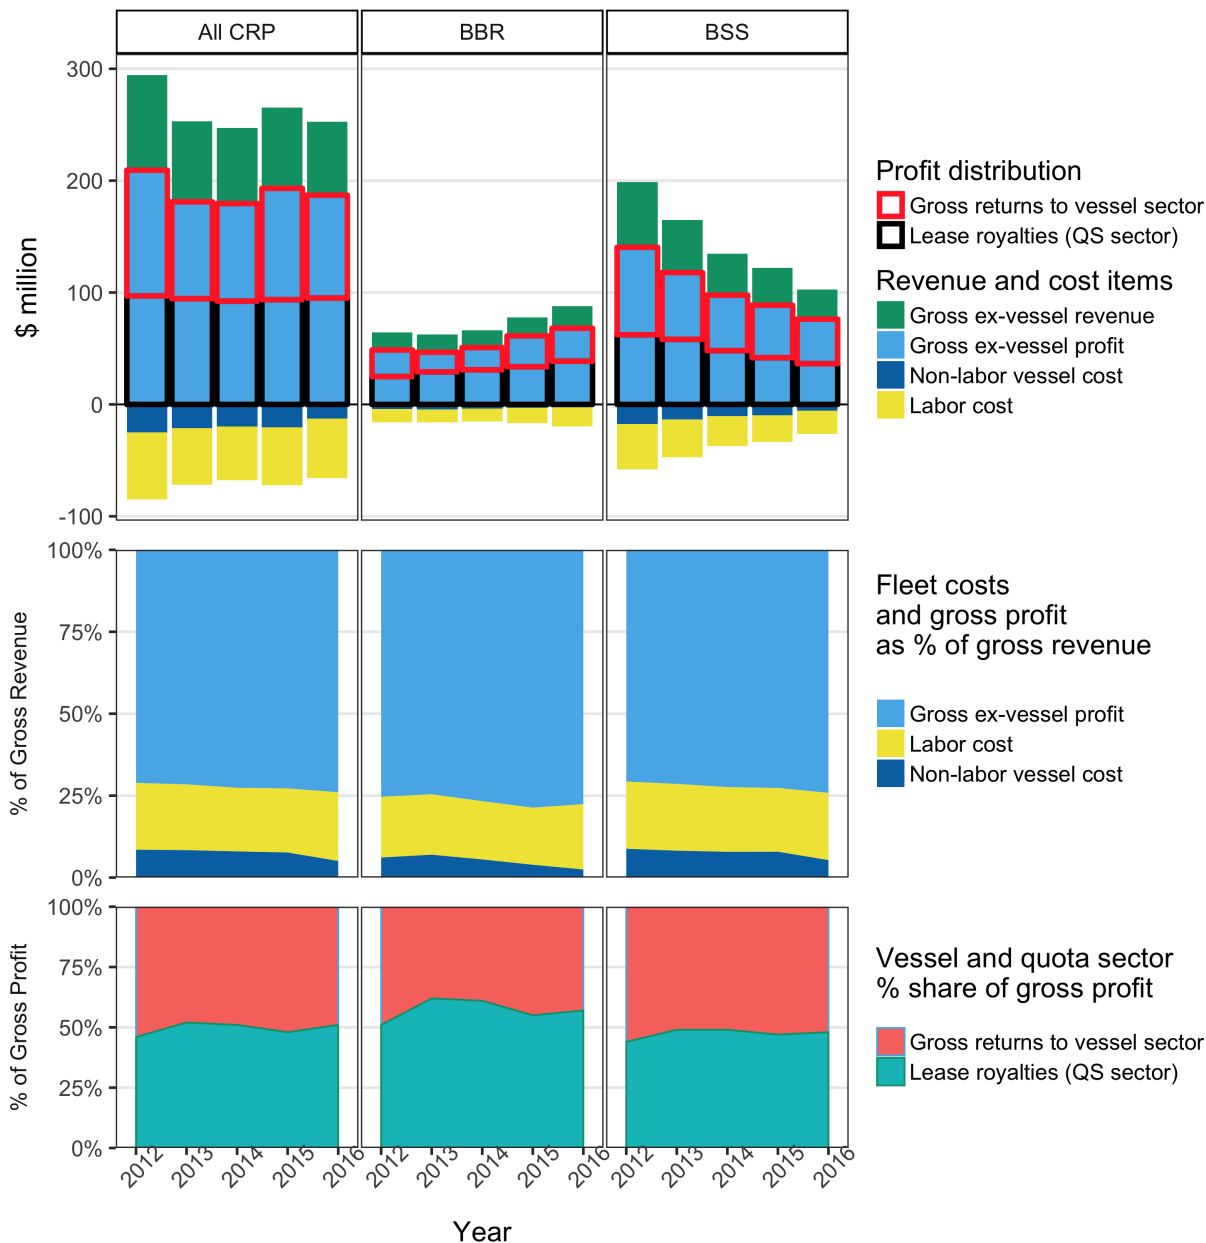 All CRP
BBR
BSS
300
200
100
0
-100
$ million
Profit distribution
Gross returns to vessel sector
Lease royalties (QS sector)
Revenue and cost items
Gross ex-vessel revenue
Gross ex-vessel profit
Non-labor vessel cost
Labor cost
100%
75%
50%
25%
0%
% of Gross Revenue
Fleet costs
and gross profit
as % of gross revenue
Gross ex-vessel profit
Labor cost
Non-labor vessel cost
100%
75%
50%
25%
0%
% of Gross Profit
Vessel and quota sector
% share of gross profit
Gross returns to vessel sector
Lease royalties (QS sector)
2012 2013 2014 2015 2016
2012 2013 2014 2015 2016
2012 2013 2014 2015 2016
Year